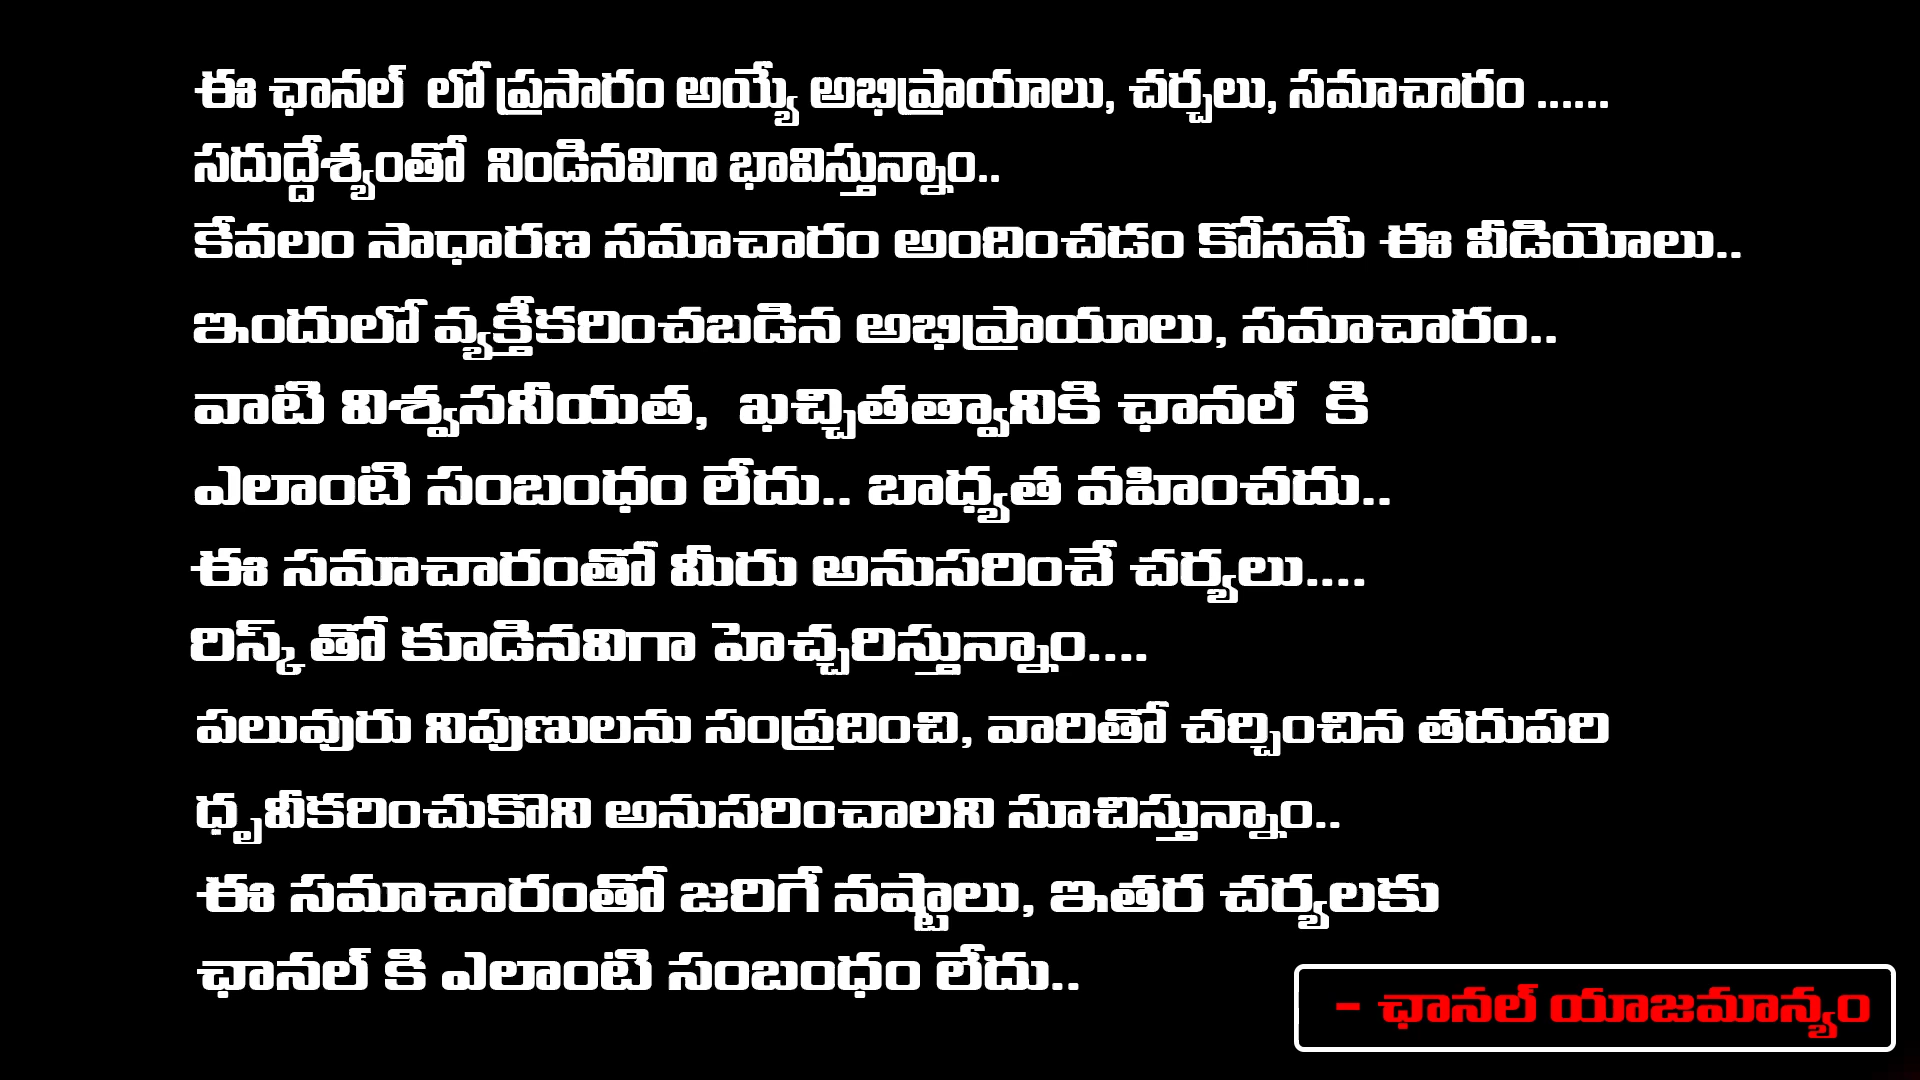 ఈ ఛానల్ లో ప్రసారం అయ్యే అభిప్రాయాలు, చర్చలు, సమాచారం ......
సదుద్దేశ్యంతో నిండినవిగా భావిస్తున్నాం..
కేవలం సాధారణ సమాచారం అందించడం కోసమే ఈ వీడియోలు..
ఇందులో వ్యక్తీకరించబడిన అభిప్రాయాలు, సమాచారం..
వాటి విశ్వసనీయత, ఖచ్చితత్వానికి ఛానల్ కి
ఎలాంటి సంబంధం లేదు.. బాధ్యత వహించదు..
ఈ సమాచారంతో మీరు అనుసరించే చర్యలు....
రిస్క్ తో కూడినవిగా హెచ్చరిస్తున్నాం....
పలువురు నిపుణులను సంప్రదించి, వారితో చర్చించిన తదుపరి
ధృవీకరించుకొని అనుసరించాలని సూచిస్తున్నాం..
ఈ సమాచారంతో జరిగే నష్టాలు, ఇతర చర్యలకు
ఛానల్ కి ఎలాంటి సంబంధం లేదు..
- ఛానల్ యాజమాన్యం